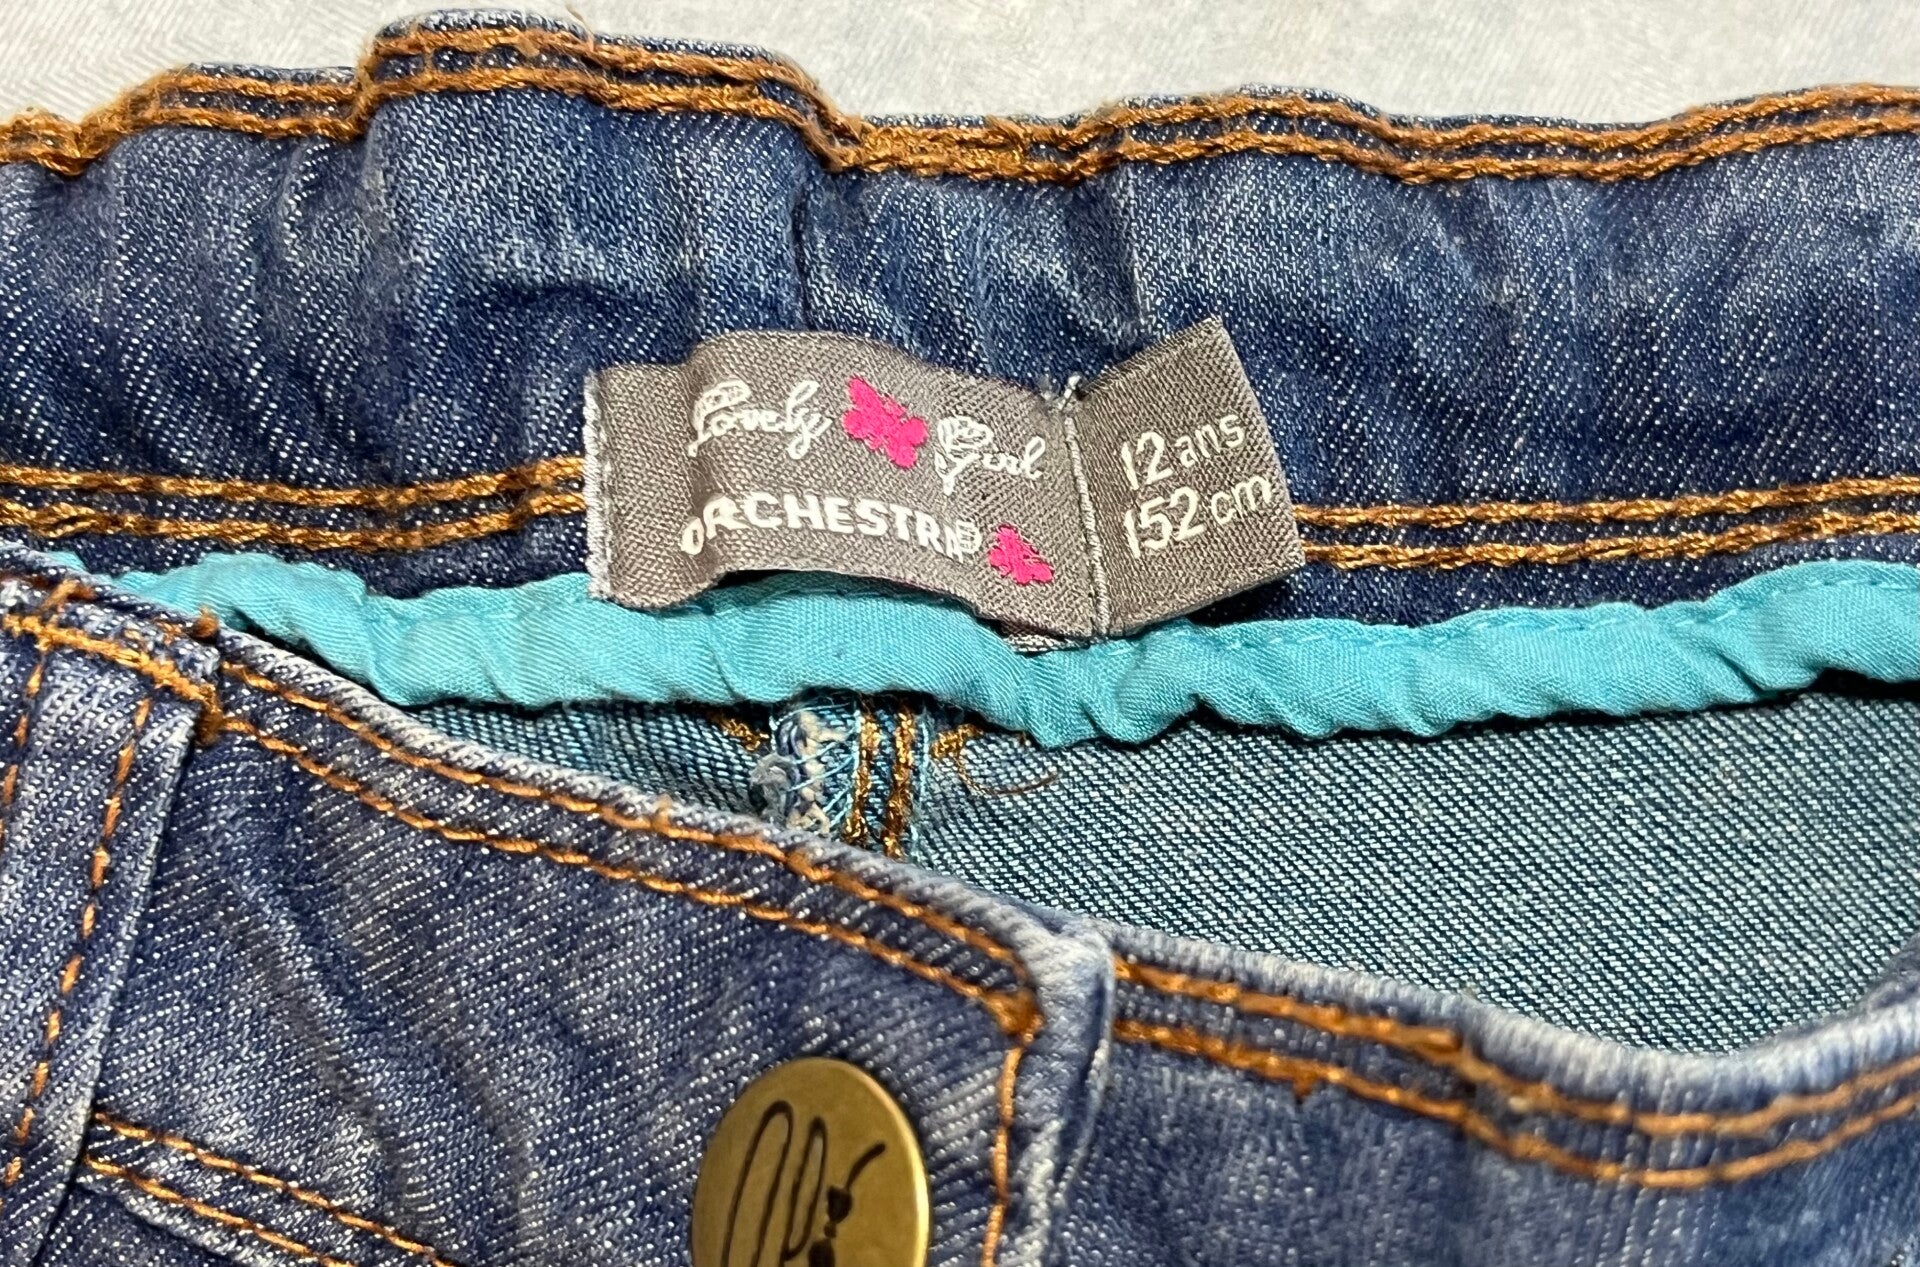 Lovely Girl
ORCHESTRA
12 ans
152 cm